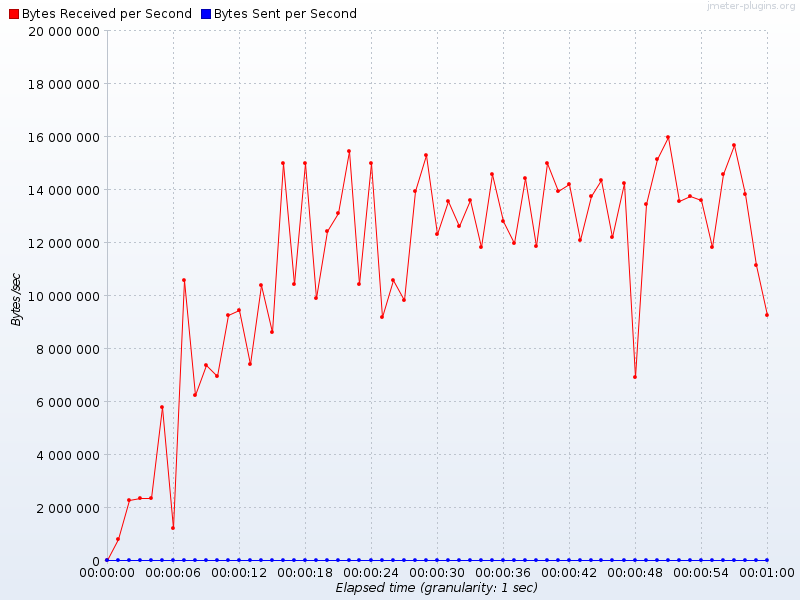 jmeter-plugins.org
Bytes Received per Second Bytes Sent per Second
20 000 000
18 000 000
16 000 000
14 000 000
12 000 000
10 000 000
8 000 000
6 000 000
4 000 000
2 000 000
0
Bytes/sec
00:00:00 00:00:06 00:00:12 00:00:18 00:00:24 00:00:30 00:00:36 00:00:42 00:00:48 00:00:54 00:01:00
Elapsed time (granularity: 1 sec)